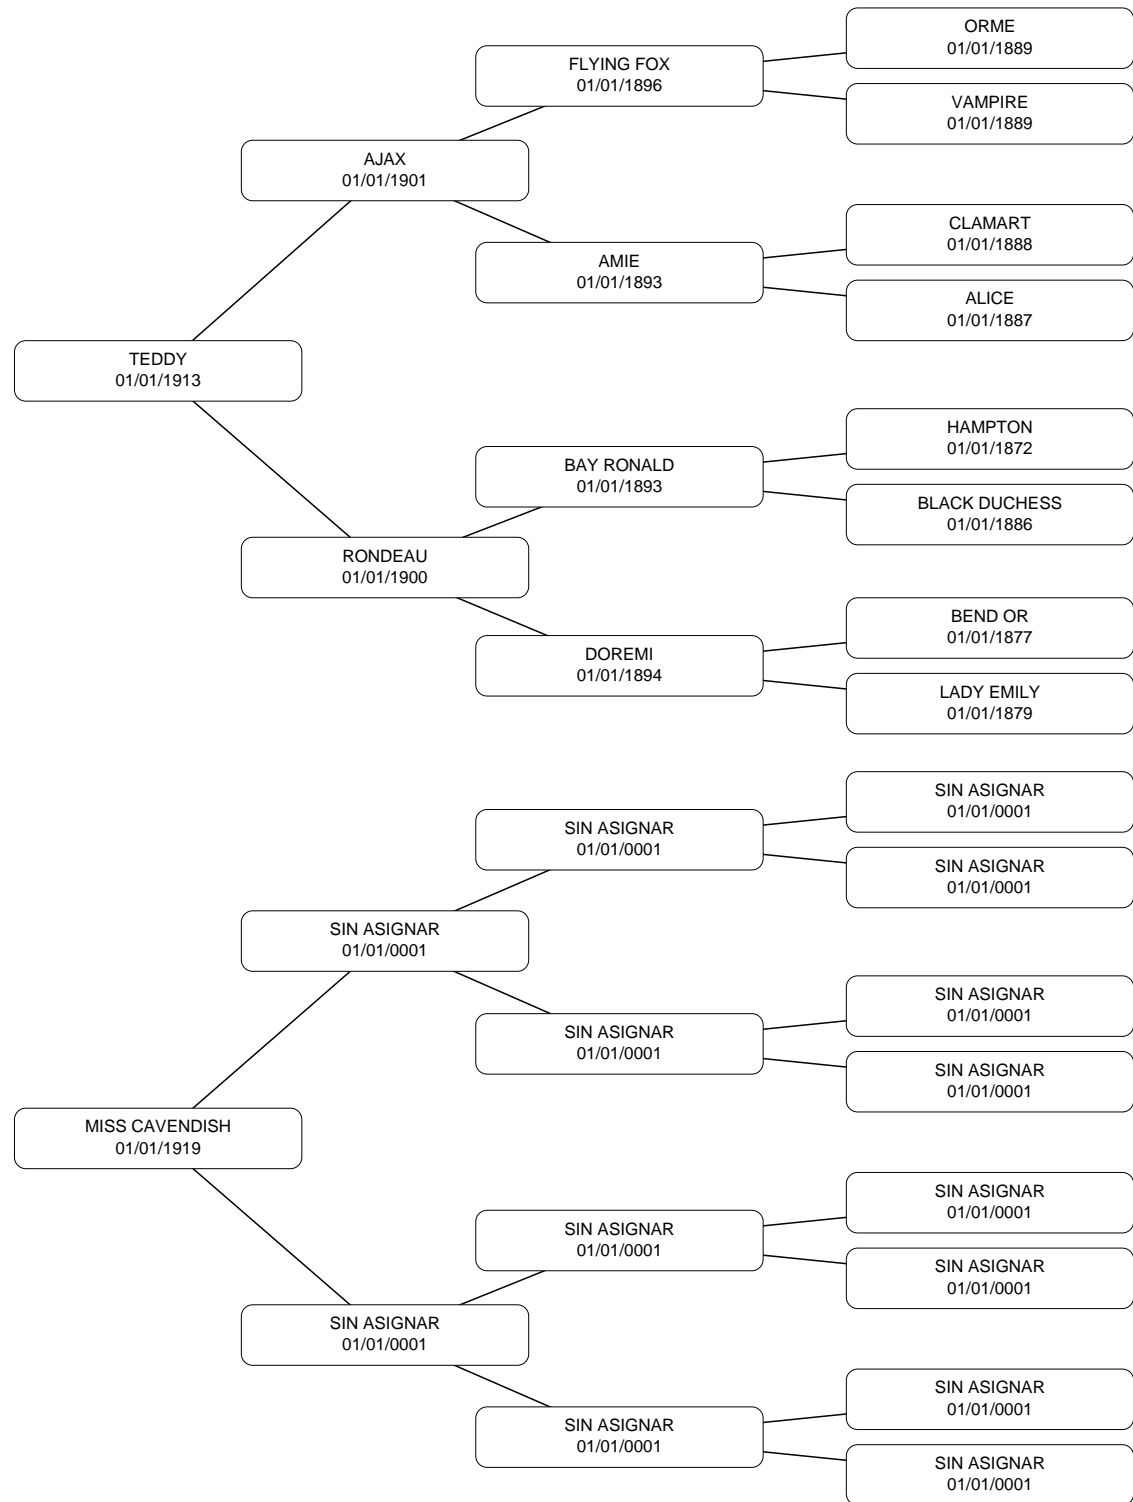 ORME
01/01/1889
FLYING FOX
01/01/1896
VAMPIRE
01/01/1889
AJAX
01/01/1901
CLAMART
01/01/1888
AMIE
01/01/1893
ALICE
01/01/1887
TEDDY
01/01/1913
HAMPTON
01/01/1872
BAY RONALD
01/01/1893
BLACK DUCHESS
01/01/1886
RONDEAU
01/01/1900
BEND OR
01/01/1877
DOREMI
01/01/1894
LADY EMILY
01/01/1879
SIN ASIGNAR
01/01/0001
SIN ASIGNAR
01/01/0001
SIN ASIGNAR
01/01/0001
SIN ASIGNAR
01/01/0001
SIN ASIGNAR
01/01/0001
SIN ASIGNAR
01/01/0001
SIN ASIGNAR
01/01/0001
MISS CAVENDISH
01/01/1919
SIN ASIGNAR
01/01/0001
SIN ASIGNAR
01/01/0001
SIN ASIGNAR
01/01/0001
SIN ASIGNAR
01/01/0001
SIN ASIGNAR
01/01/0001
SIN ASIGNAR
01/01/0001
SIN ASIGNAR
01/01/0001